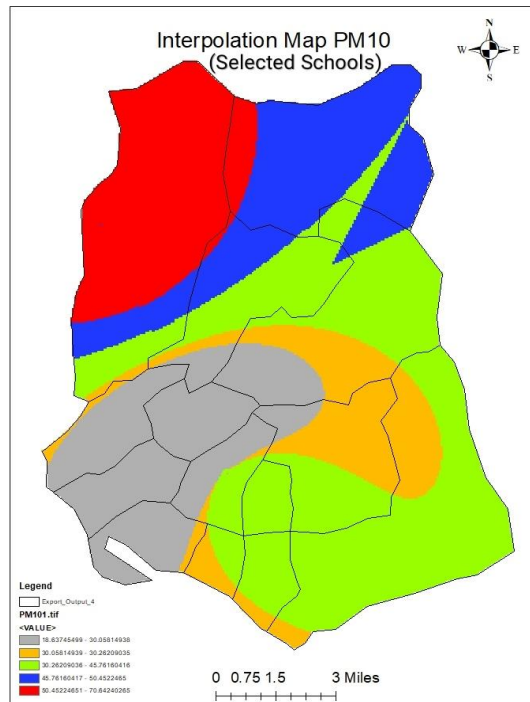 Interpolation Map PM10
(Selected Schools)
N
W E
S
Legend
Export_Output_4
PM101.tif
<VALUE>
18.63745499 - 30.05814938
30.05814939 - 30.26209035
30.26209036 - 45.76160416
45.76160417 - 50.4522465
50.45224651 - 70.64240265
0 0.75 1.5 3 Miles